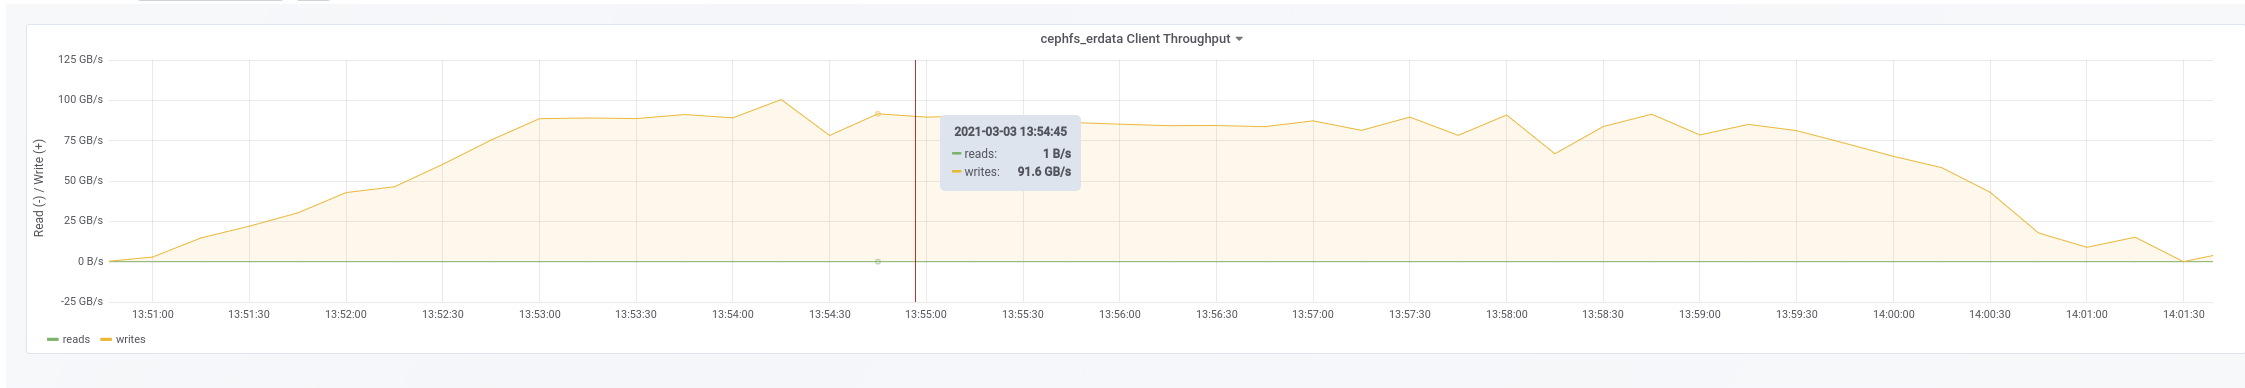 cephfs_erdata Client Throughput
125 GB/s
100 GB/s
75 GB/s
50 GB/s
25 GB/s
0 B/s
-25 GB/s
Read (-) / Write (+)
2021-03-03 13:54:45
reads: 1 B/s
writes: 91.6 GB/s
13:51:00 13:51:30 13:52:00 13:52:30 13:53:00 13:53:30 13:54:00 13:54:30 13:55:00 13:55:30 13:56:00 13:56:30 13:57:00 13:57:30 13:58:00 13:58:30 13:59:00 13:59:30 14:00:00 14:00:30 14:01:00 14:01:30
reads writes